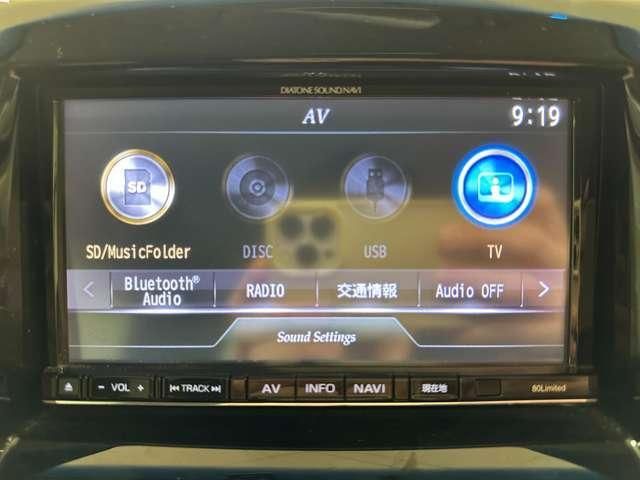 DIATONE SOUND.NAVI
AV
9:19
SD
SD/MusicFolder
DISC
USB
TV
Bluetooth® Audio
RADIO
交通情報
Audio OFF
Sound Settings
− VOL +
TRACK
AV
INFO
NAVI
現在地
80Limited